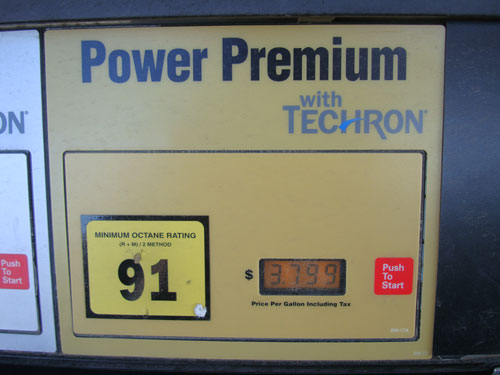 Power Premium
with
TECHRON
ON
MINIMUM OCTANE RATING
(R + M) / 2 METHOD
91
$ 3.799
Price Per Gallon Including Tax
Push
To
Start
Push
To
Start